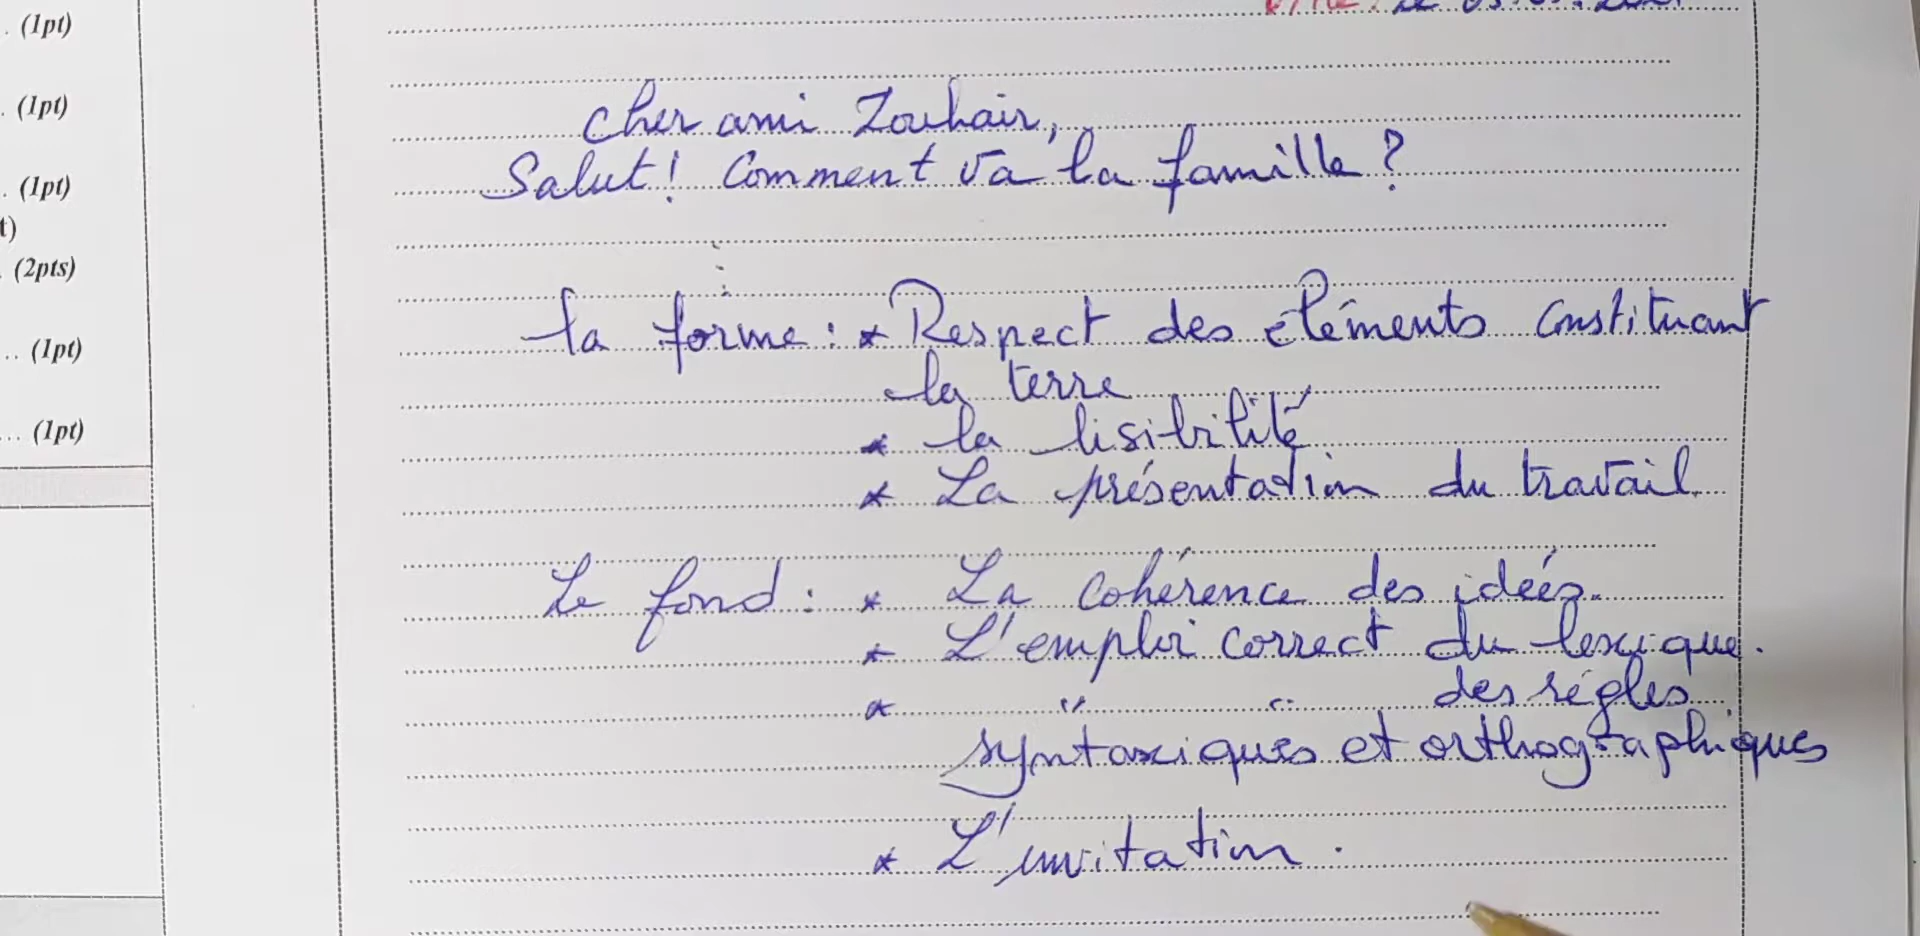 (1pt)
(1pt)
(1pt)
t)
(2pts)
(1pt)
(1pt)
Cher ami Zouhair,
Salut! Comment va la famille?
La forme: * Respect des éléments constituant
la terre
* la lisibilité
* La présentation du travail
Le fond: * La cohérence des idées.
* L'emploi correct du lexique.
* " " des régles
syntaxiques et orthographiques
* L'invitation.